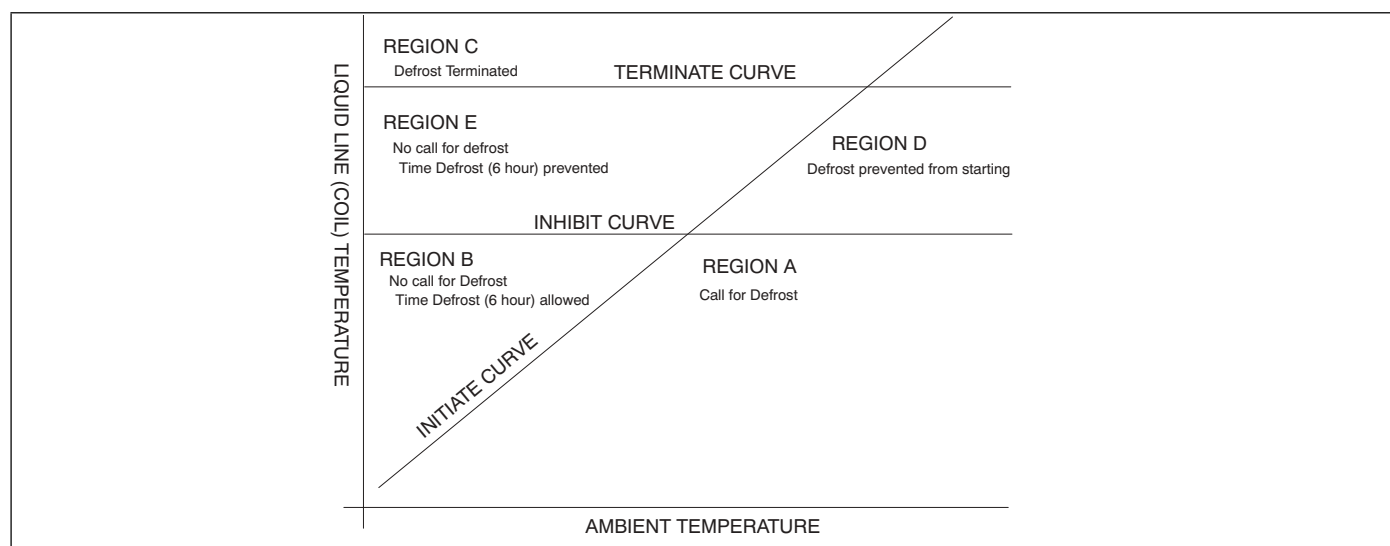 REGION C
Defrost Terminated
TERMINATE CURVE
LIQUID LINE (COIL) TEMPERATURE
REGION E
No call for defrost
Time Defrost (6 hour) prevented
REGION D
Defrost prevented from starting
INHIBIT CURVE
REGION B
No call for Defrost
Time Defrost (6 hour) allowed
REGION A
Call for Defrost
INITIATE CURVE
AMBIENT TEMPERATURE